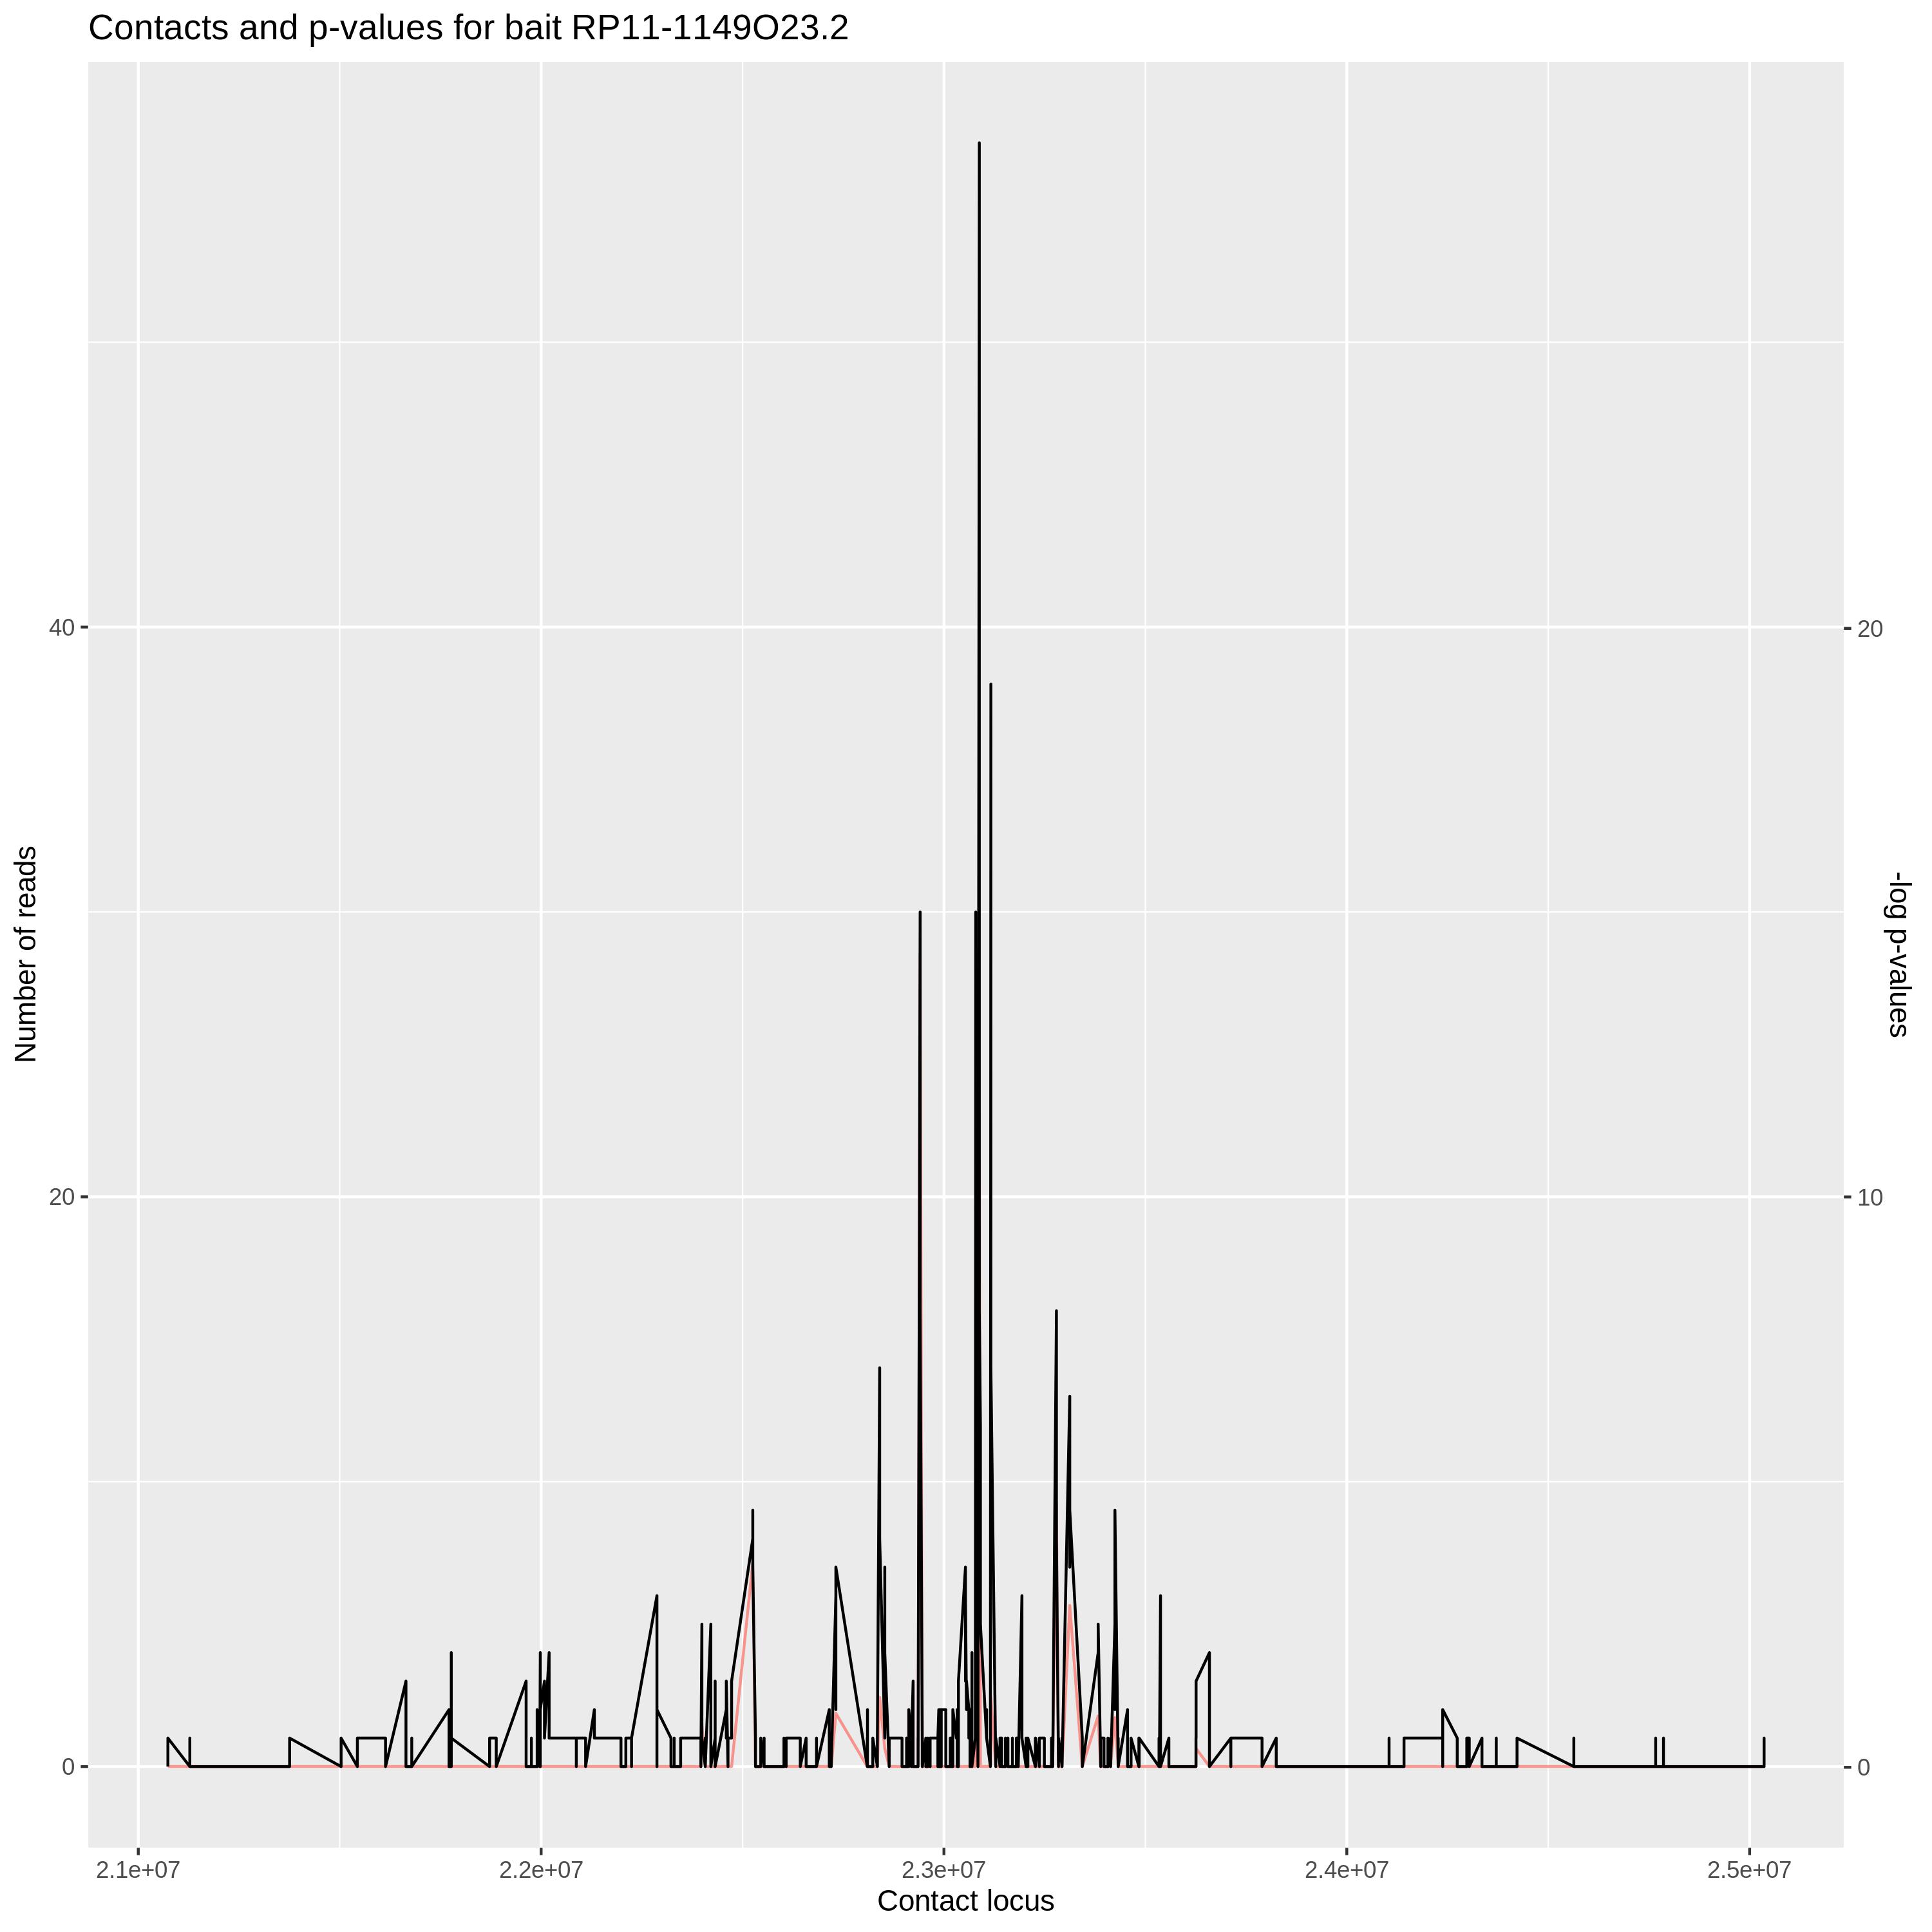 Contacts and p-values for bait RP11-1149O23.2
Number of reads
40
20
0
20
10
0
-log p-values
2.1e+07
2.2e+07
2.3e+07
2.4e+07
2.5e+07
Contact locus